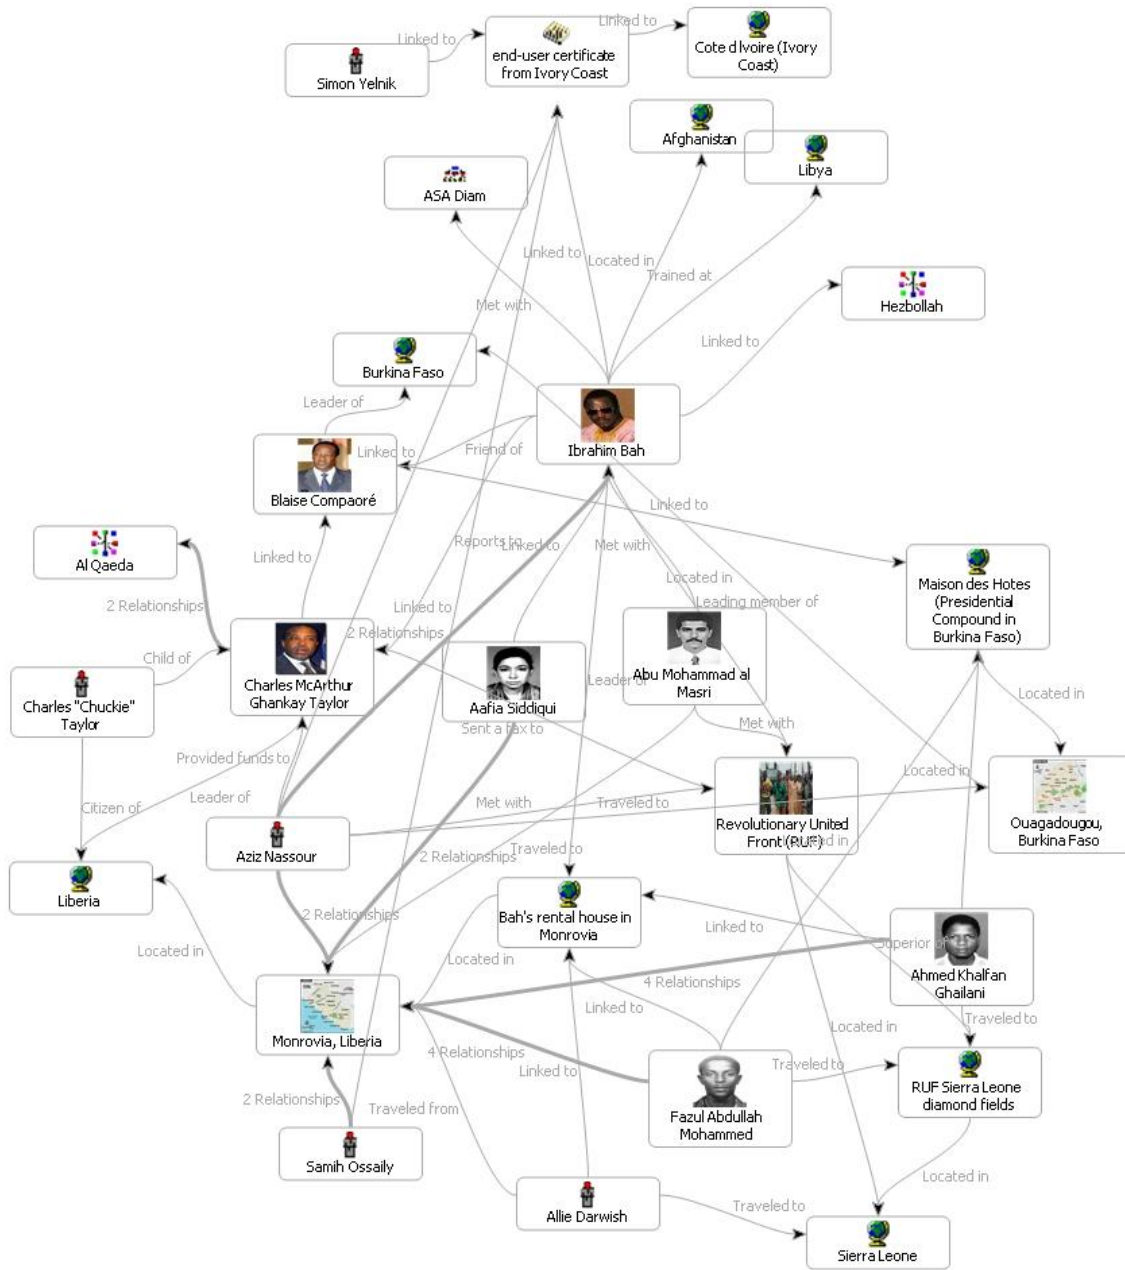 Linked to
Linked to
Simon Yelnik
end-user certificate
from Ivory Coast
Cote d Ivoire (Ivory
Coast)
Afghanistan
Libya
ASA Diam
Linked to
Located in
Trained at
Met with
Hezbollah
Linked to
Burkina Faso
Leader of
Ibrahim Bah
Friend of
Linked to
Blaise Compaoré
Linked to
Al Qaeda
Linked to
Reports to
Linked to
Met with
Located in
Leading member of
Maison des Hotes
(Presidential
Compound in
Burkina Faso)
2 Relationships
Linked to
2 Relationships
Child of
Charles McArthur
Ghankay Taylor
Charles "Chuckie"
Taylor
Aafia Siddiqui
Leader of
Abu Mohammad al
Masri
Located in
Sent a fax to
Met with
Provided funds to
Located in
Leader of
Citizen of
Met with
Traveled to
Revolutionary United
Front (RUF)
Located in
Ouagadougou,
Burkina Faso
Aziz Nassour
2 Relationships
Traveled to
Liberia
2 Relationships
Bah's rental house in
Monrovia
Linked to
Superior of
Located in
Located in
Ahmed Khalfan
Ghailani
4 Relationships
Linked to
Traveled to
Located in
Monrovia, Liberia
4 Relationships
Linked to
Traveled to
RUF Sierra Leone
diamond fields
2 Relationships
Traveled from
Fazul Abdullah
Mohammed
Samih Ossaily
Located in
Allie Darwish
Traveled to
Sierra Leone